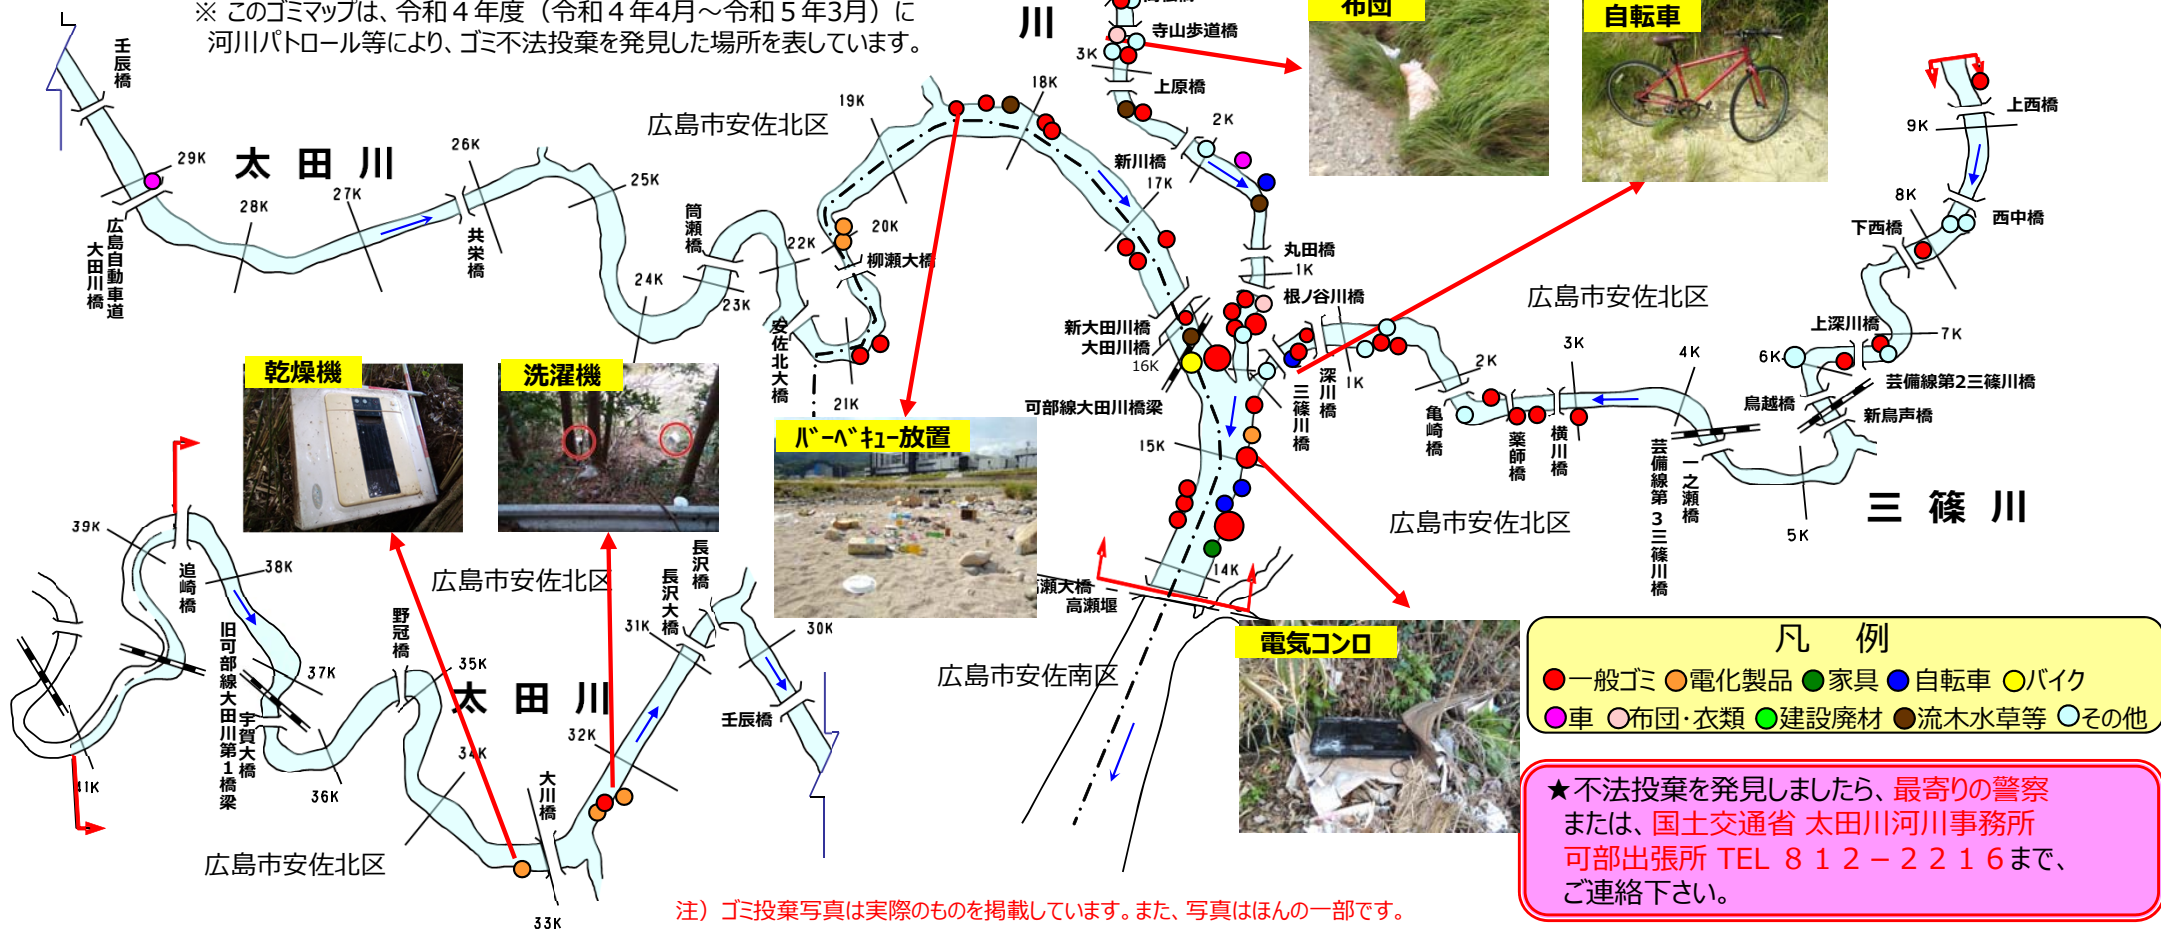 ※ このゴミマップは、令和４年度（令和４年4月～令和５年3月）に
河川パトロール等により、ゴミ不法投棄を発見した場所を表しています。
川
寺山歩道橋
3K
上原橋
2K
布団
自転車
上西橋
9K
西中橋
8K
下西橋
壬辰橋
29K
太田川
28K
27K
26K
25K
広島自動車道
太田川橋
共栄橋
広島市安佐北区
19K
18K
新川橋
17K
筒瀬橋
24K
23K
22K
20K
柳瀬大橋
安佐北大橋
21K
丸田橋
1K
根ノ谷川橋
新太田川橋
大田川橋
16K
可部線太田川橋梁
15K
三篠川橋
深川橋
1K
広島市安佐北区
2K
3K
4K
亀崎橋
薬師橋
横川橋
芸備線第３三篠川橋
一之瀬橋
5K
上深川橋
7K
6K
芸備線第2三篠川橋
鳥越橋
新鳥声橋
三篠川
広島市安佐北区
乾燥機
洗濯機
バーベキュー放置
39K
追崎橋
38K
旧可部線太田川第１橋梁
宇賀大橋
37K
36K
野冠橋
35K
34K
太田川
広島市安佐北区
大川橋
33K
32K
31K
長沢大橋
長沢橋
30K
壬辰橋
41K
広島市安佐北区
14K
高瀬大橋
高瀬堰
広島市安佐南区
電気コンロ
凡 例
一般ゴミ 電化製品 家具 自転車 バイク
車 布団・衣類 建設廃材 流木水草等 その他
★不法投棄を発見しましたら、最寄りの警察
または、国土交通省 太田川河川事務所
可部出張所 TEL ８１２－２２１６まで、
ご連絡下さい。
注）ゴミ投棄写真は実際のものを掲載しています。また、写真はほんの一部です。